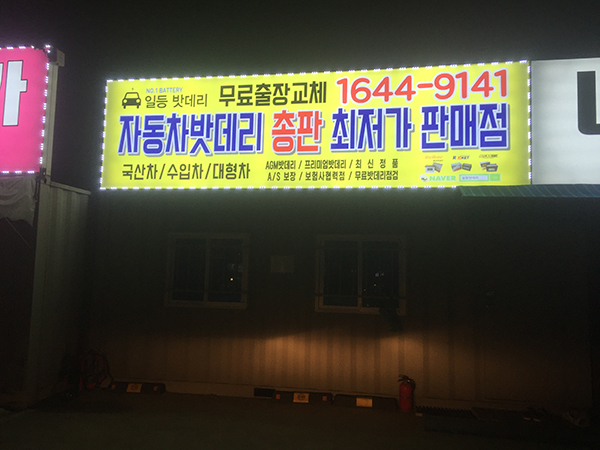 카
NO.1 BATTERY
일등 밧데리 무료출장교체 1644-9141
자동차밧데리 총판 최저가 판매점
국산차/수입차/대형차
AGM밧데리 / 프리미엄밧데리 / 최 신 정 품
A/S 보장 / 보험사협력점 / 무료밧데리점검
NAVER